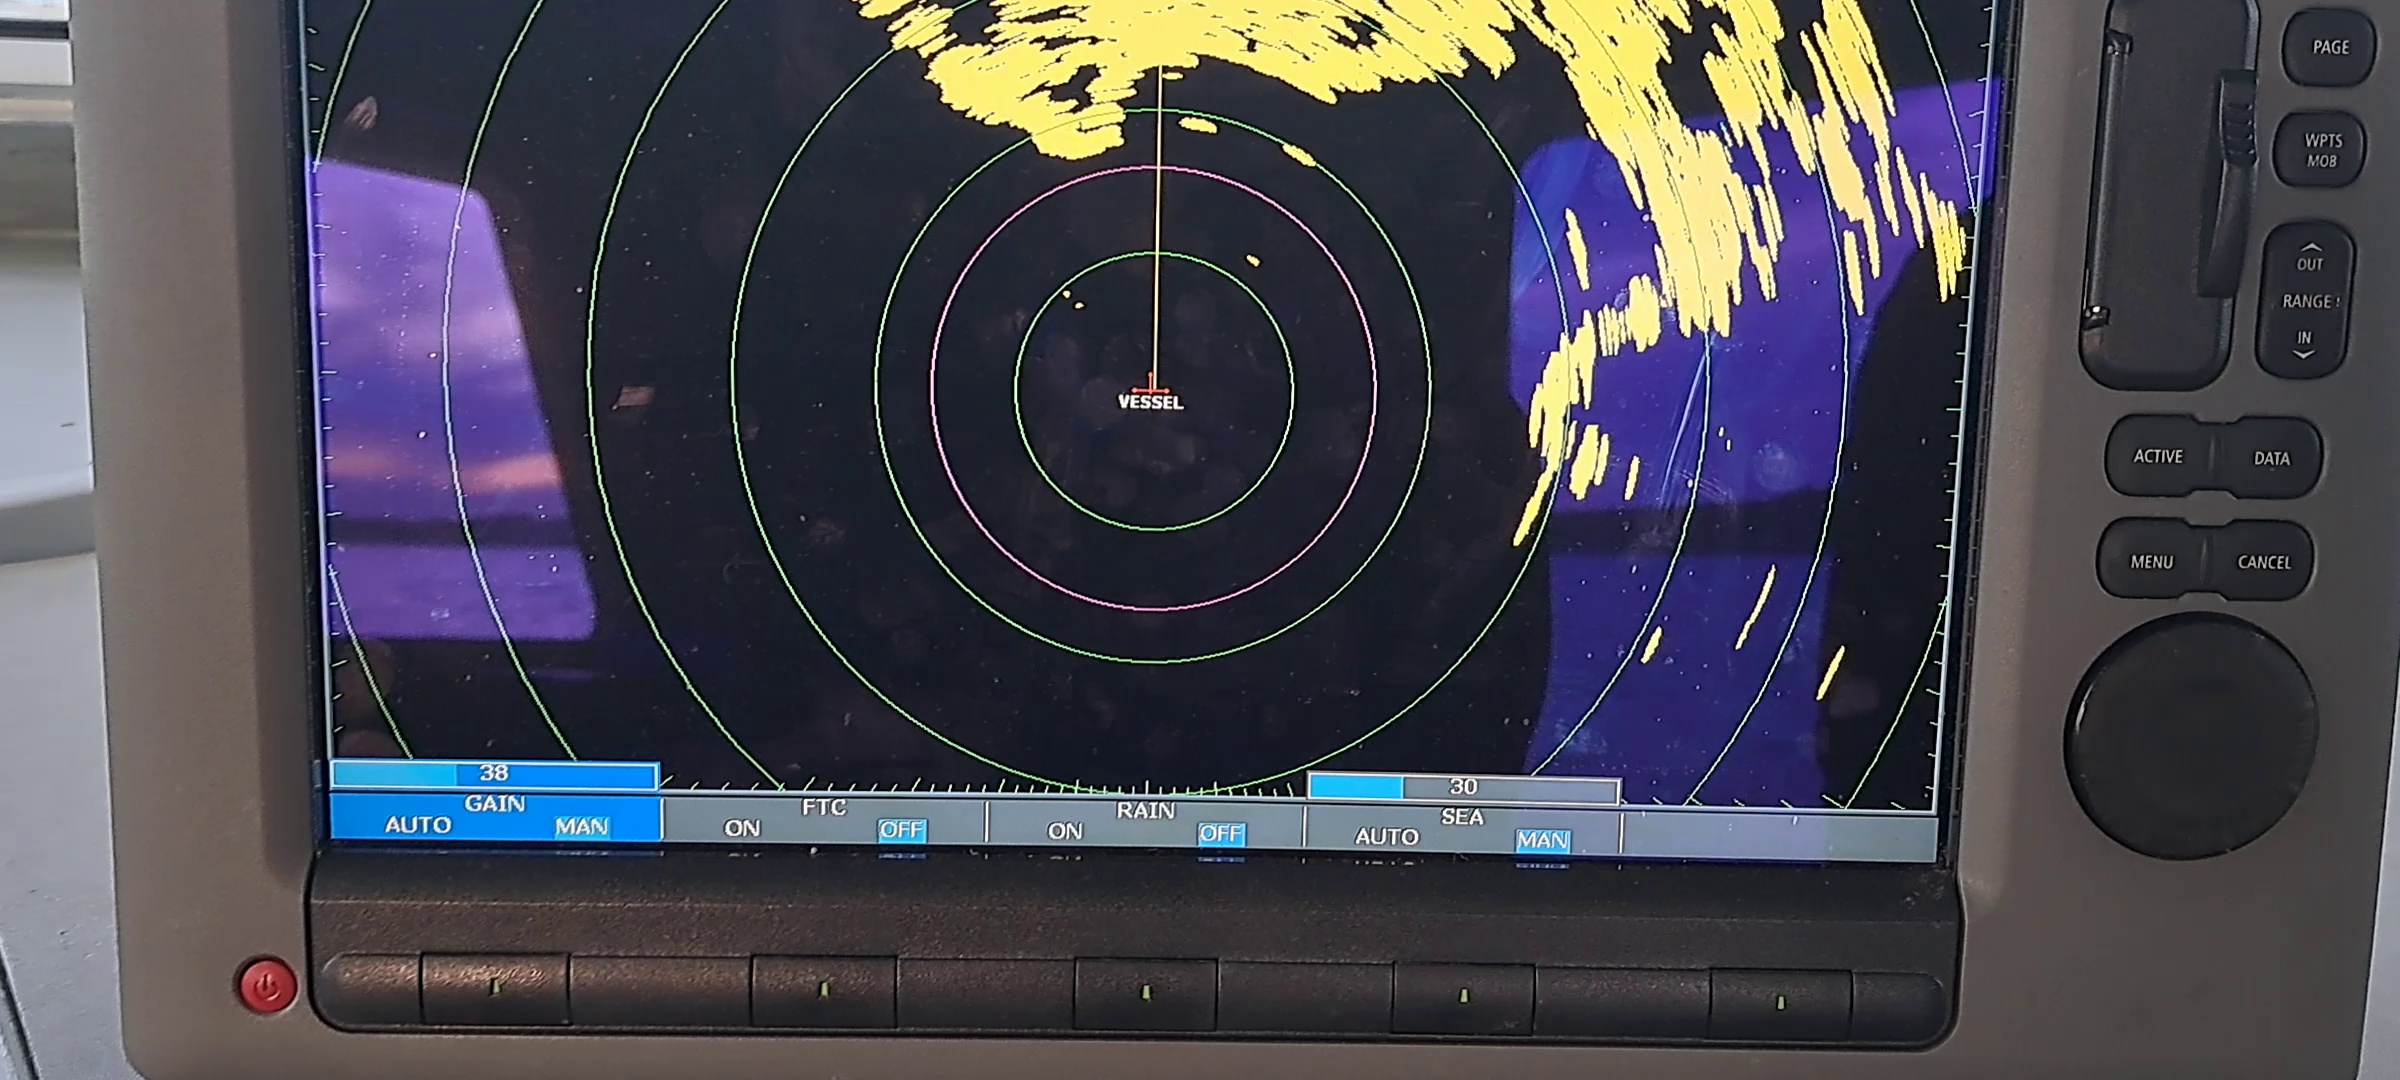 PAGE
WPTS
MOB
OUT
RANGE
IN
VESSEL
ACTIVE DATA
MENU CANCEL
38
30
GAIN
AUTO MAN
FTC
ON OFF
RAIN
ON OFF
SEA
AUTO MAN